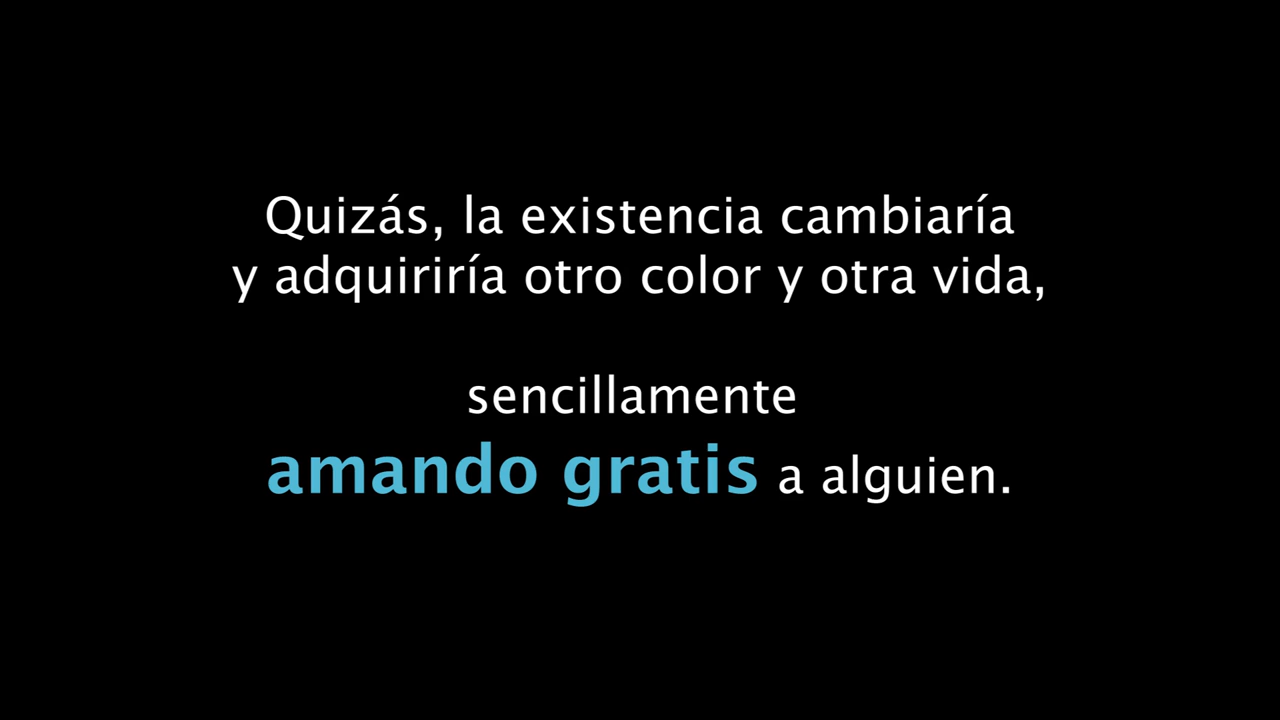 Quizás, la existencia cambiaría
y adquiriría otro color y otra vida,
sencillamente
amando gratis a alguien.